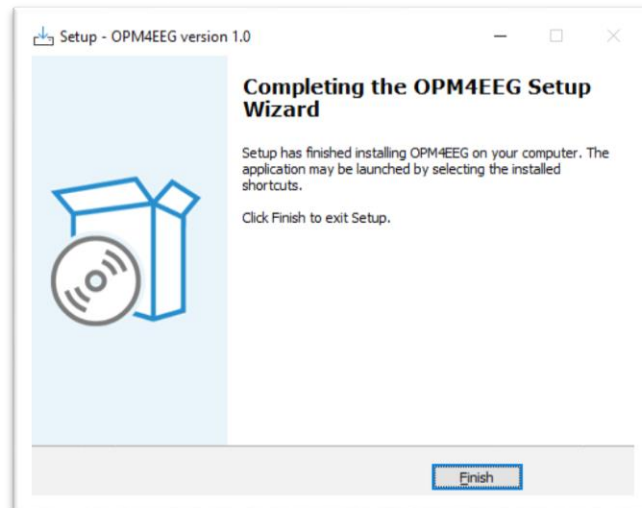 Setup - OPM4EEG version 1.0
Completing the OPM4EEG Setup
Wizard
Setup has finished installing OPM4EEG on your computer. The
application may be launched by selecting the installed
shortcuts.
Click Finish to exit Setup.
Finish